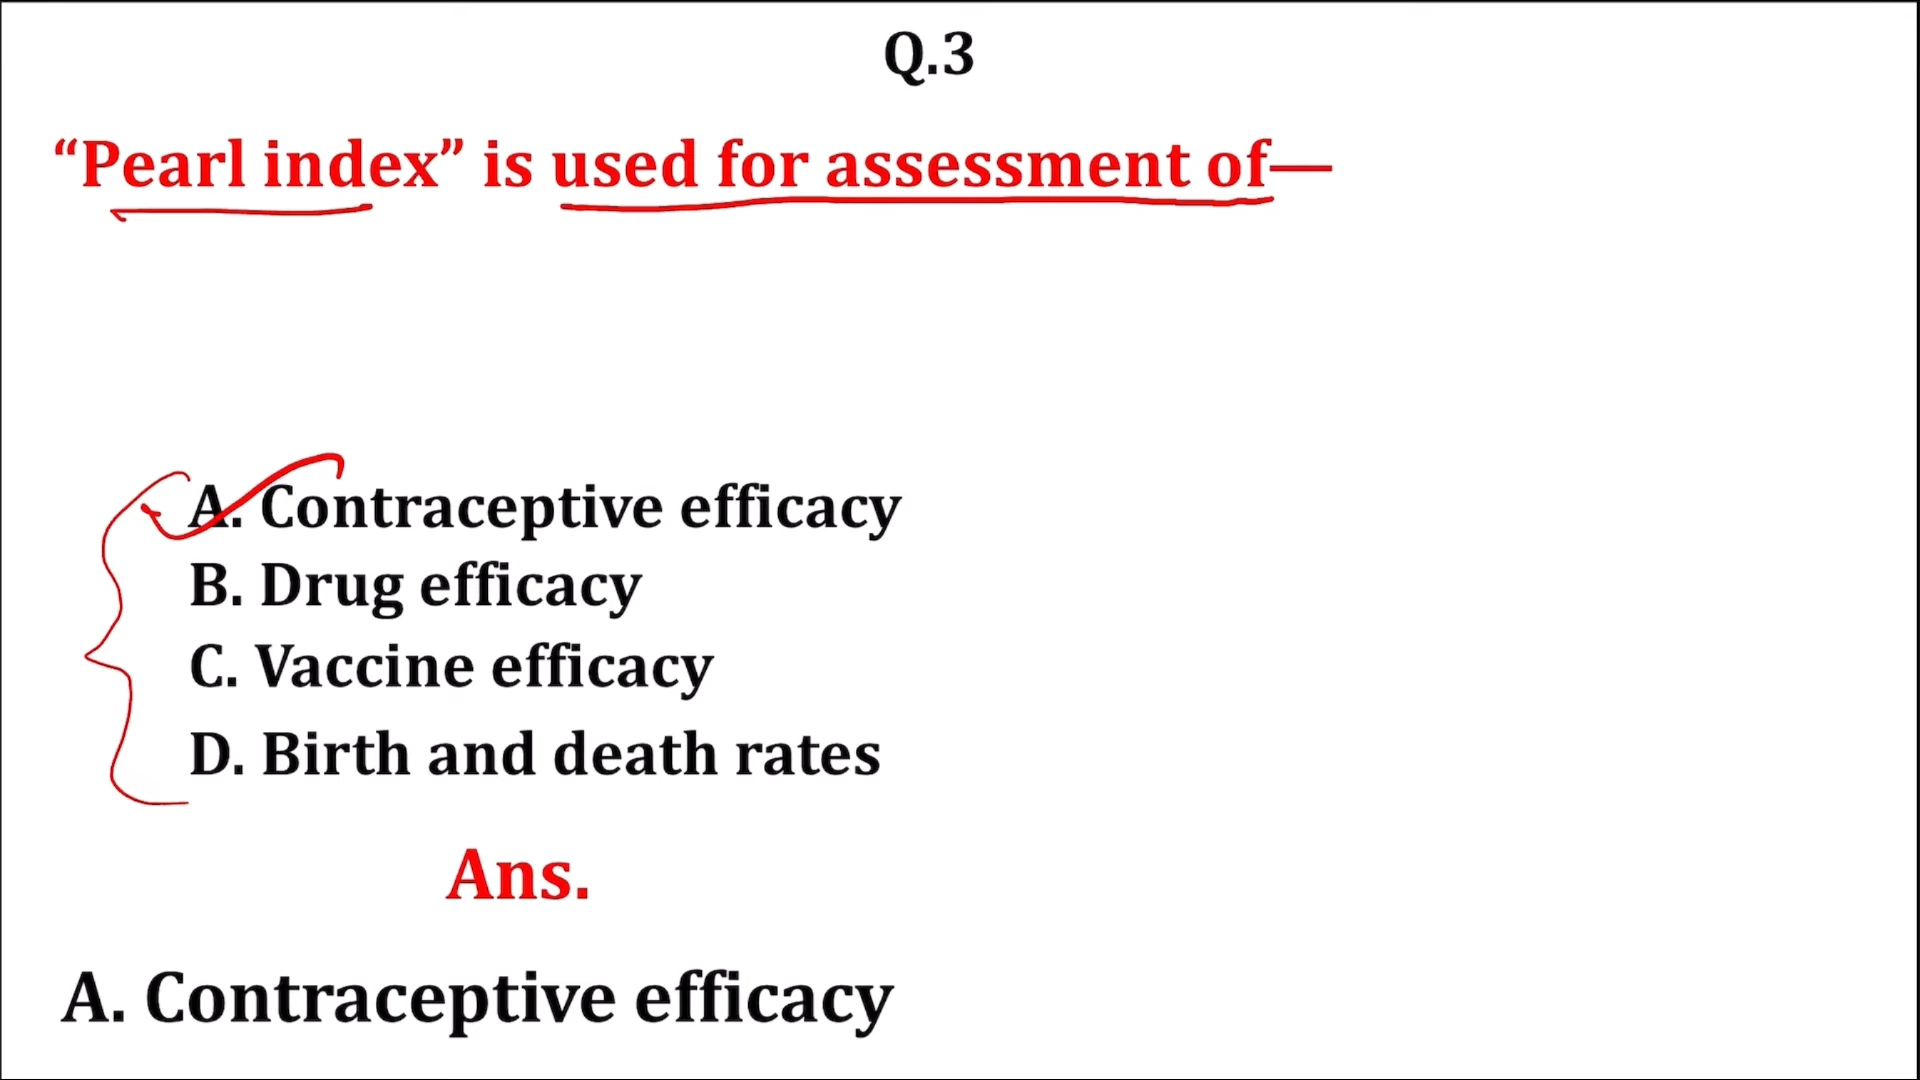 Q.3
“Pearl index” is used for assessment of—
A. Contraceptive efficacy
B. Drug efficacy
C. Vaccine efficacy
D. Birth and death rates
Ans.
A. Contraceptive efficacy